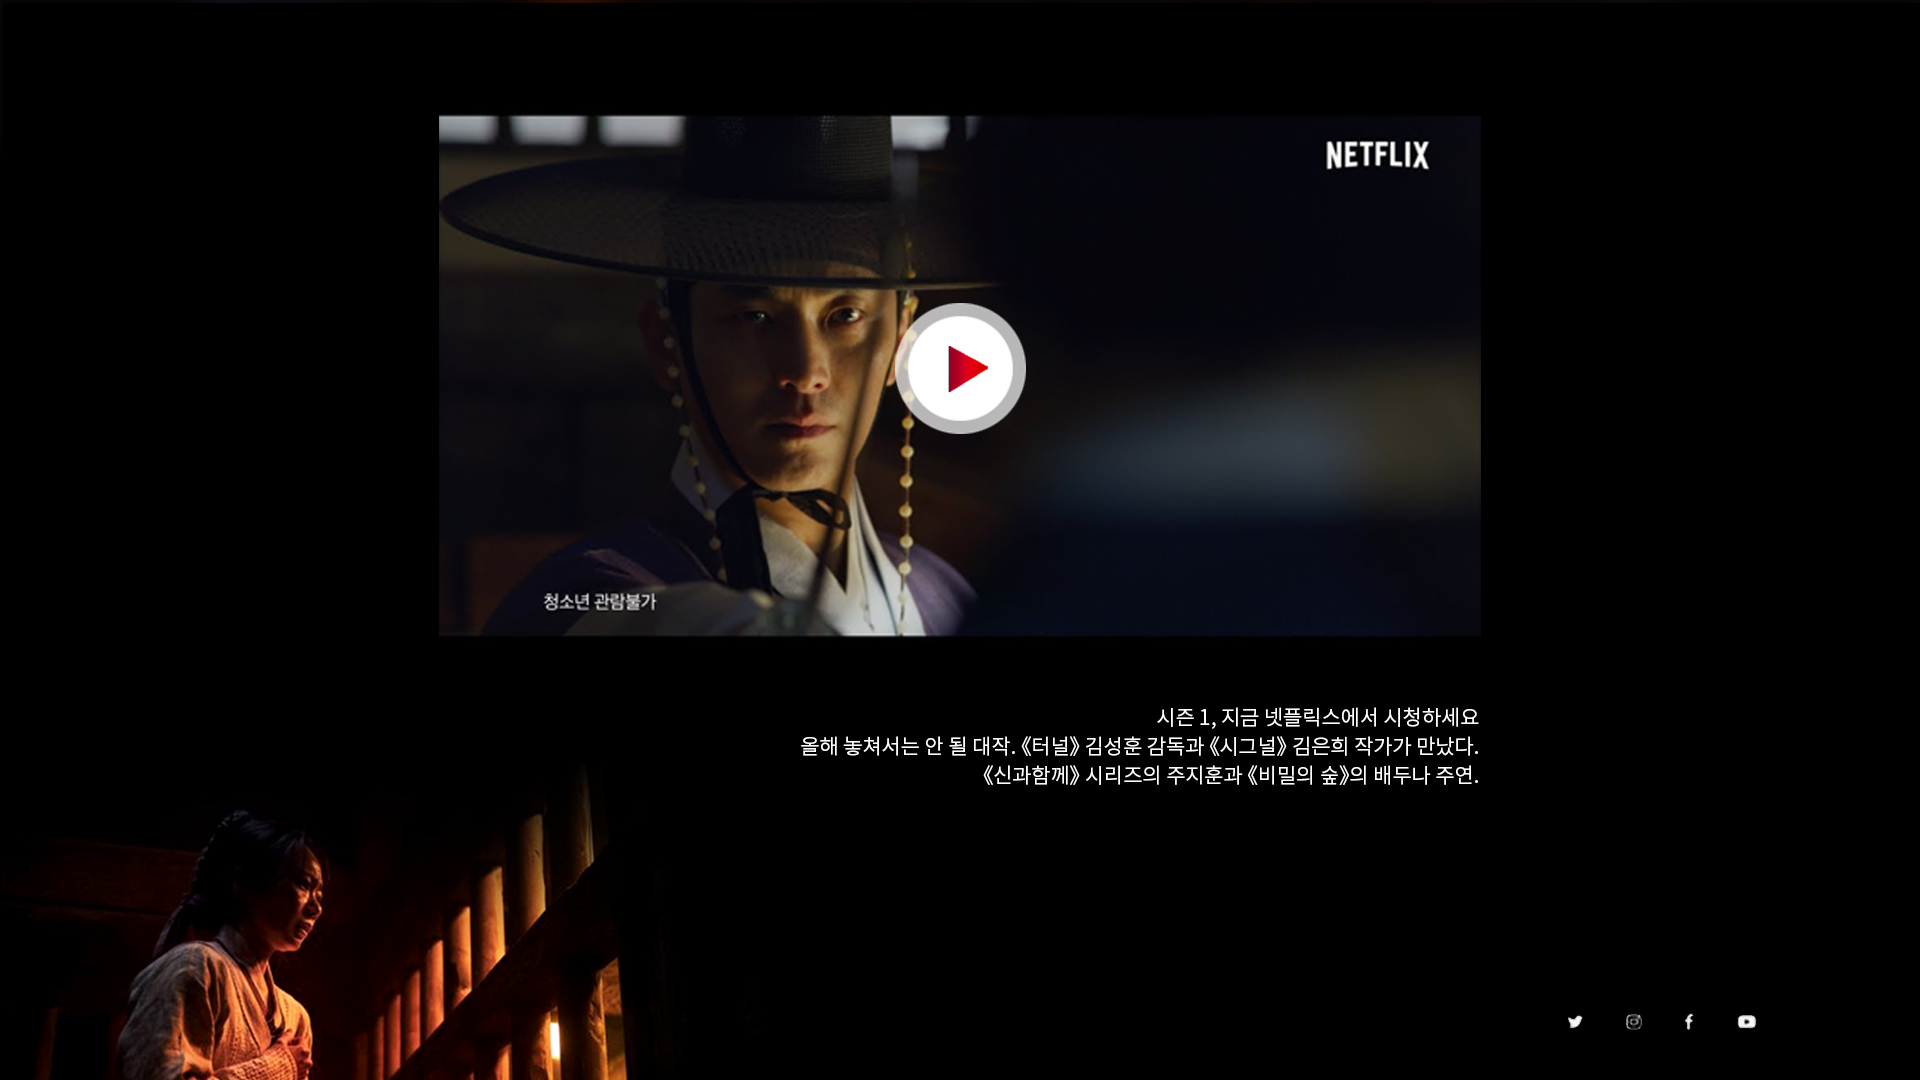 NETFLIX
청소년 관람불가
시즌 1, 지금 넷플릭스에서 시청하세요
올해 놓쳐서는 안 될 대작. 《터널》 김성훈 감독과 《시그널》 김은희 작가가 만났다.
《신과함께》 시리즈의 주지훈과 《비밀의 숲》의 배두나 주연.